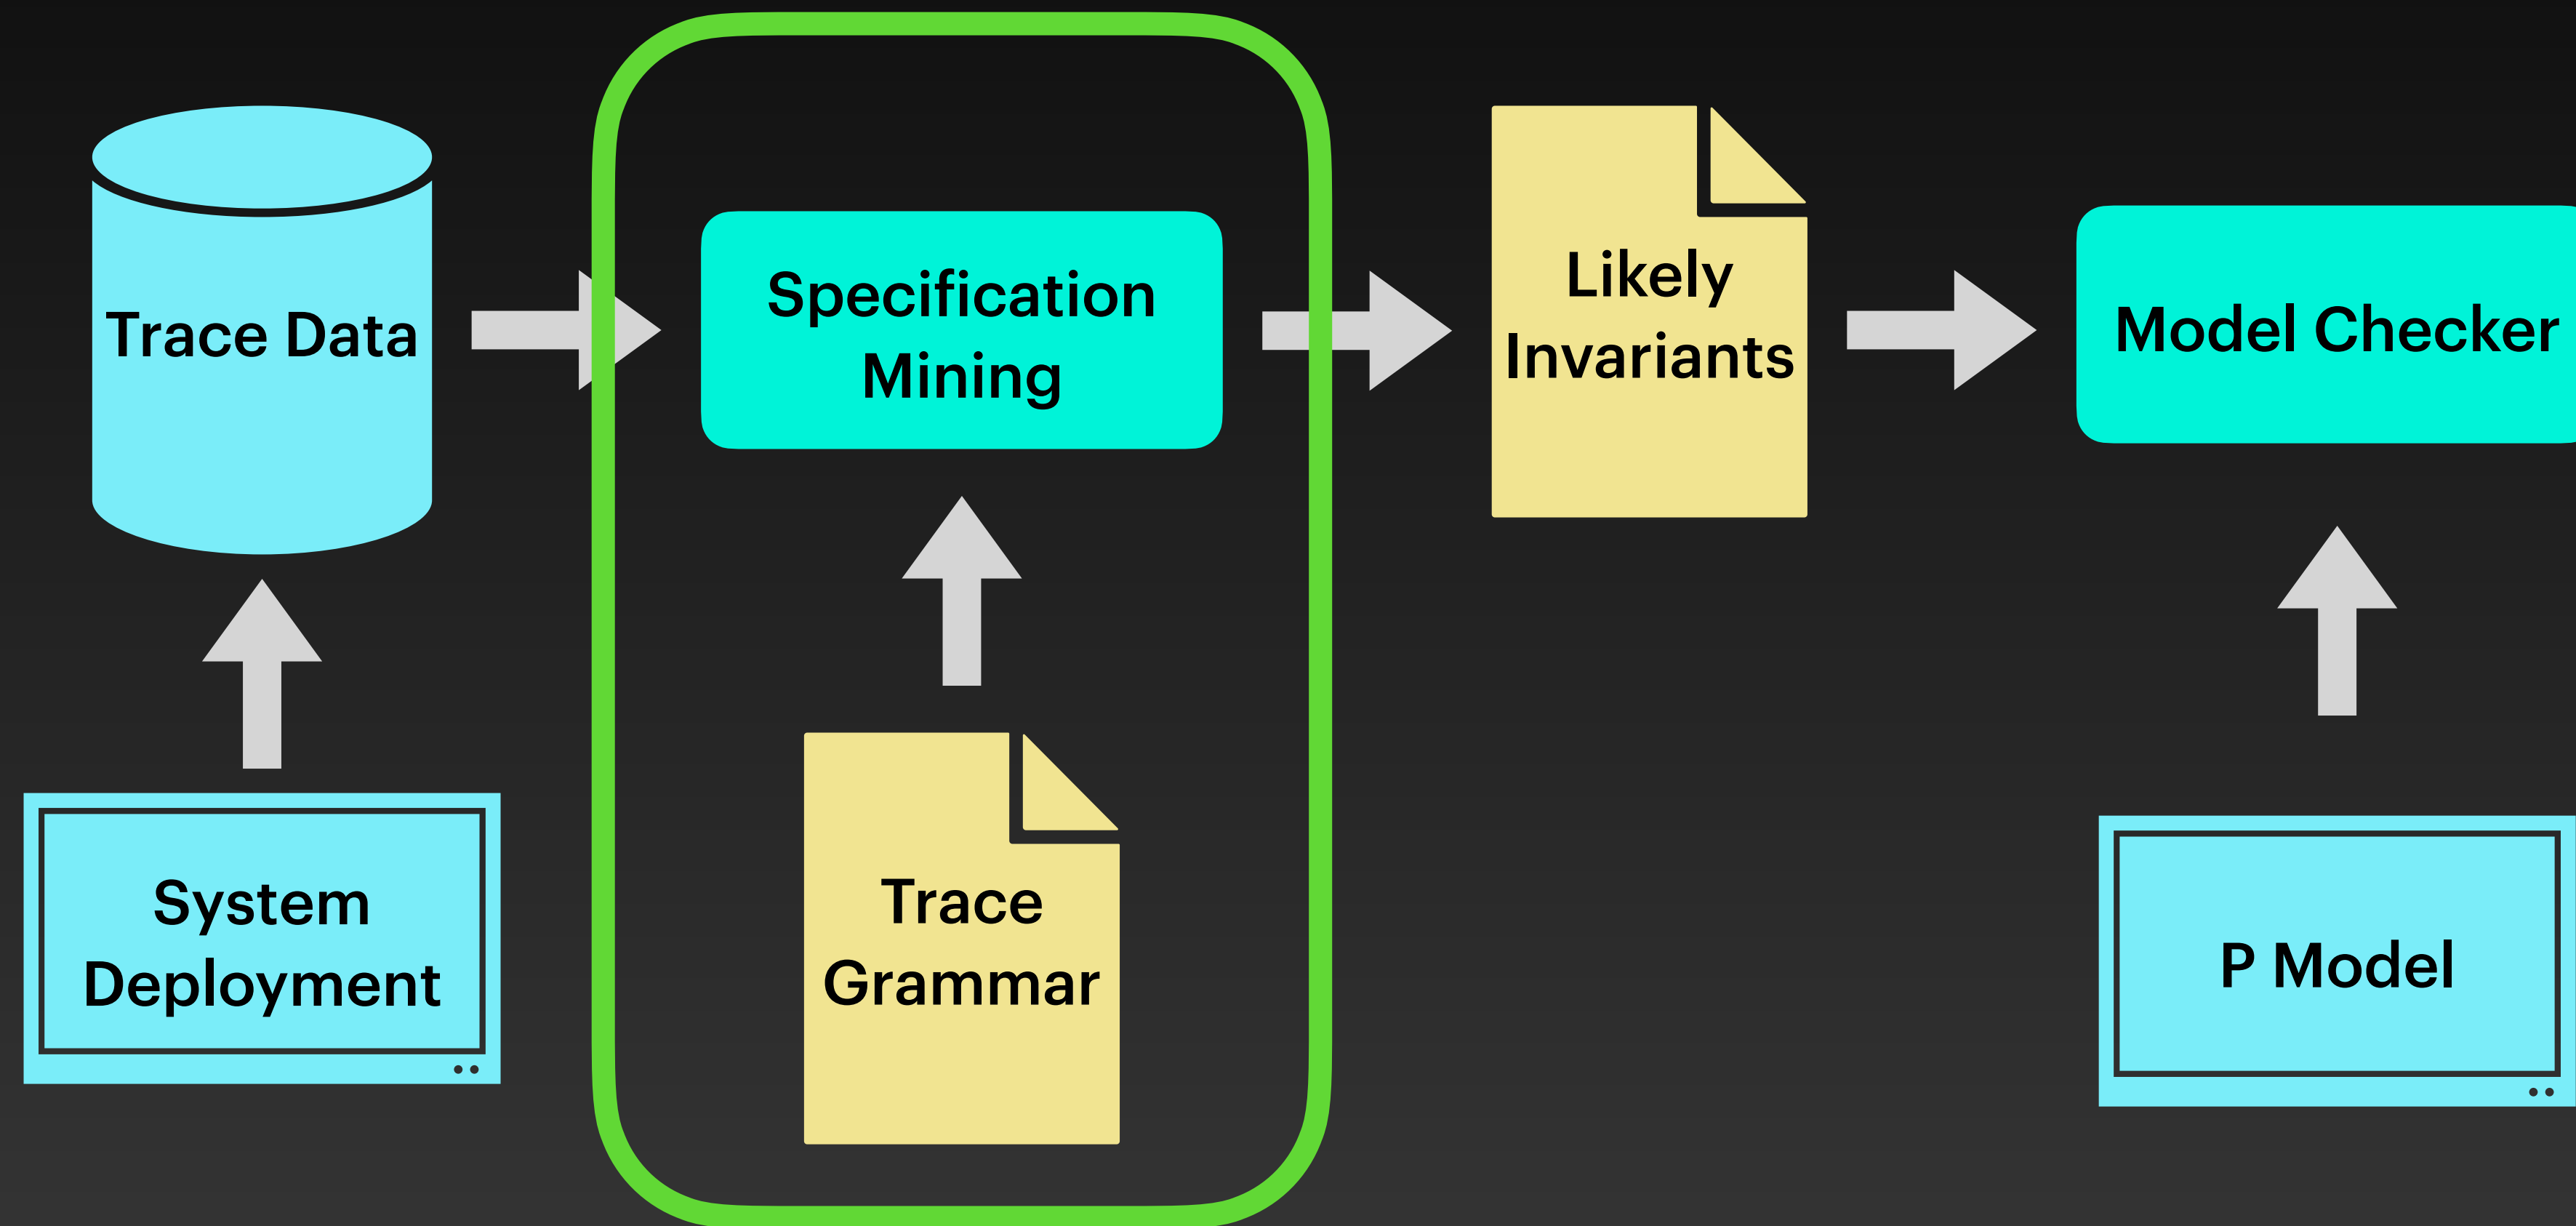 Trace Data
Specification
Mining
Likely
Invariants
Model Checker
System
Deployment
Trace
Grammar
P Model